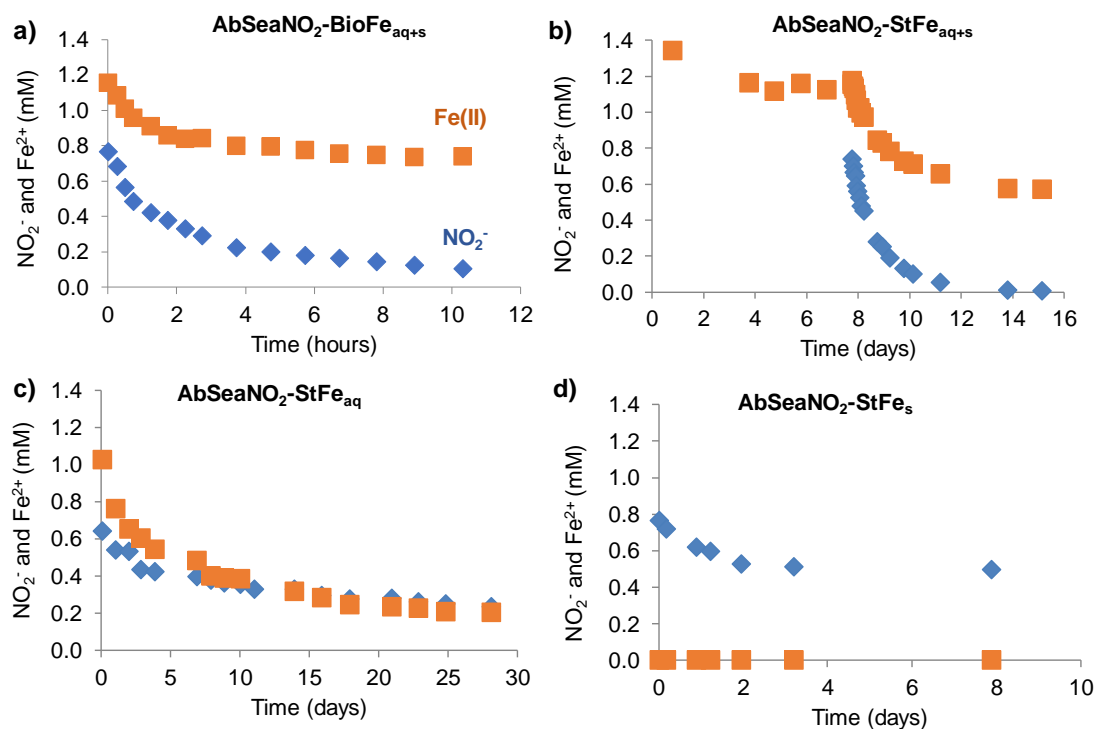 a) AbSeaNO₂-BioFeaq+s
NO₂⁻ and Fe²⁺ (mM)
1.4
1.2
1.0
0.8
0.6
0.4
0.2
0.0
Fe(II)
NO₂⁻
0 2 4 6 8 10 12
Time (hours)
b) AbSeaNO₂-StFeaq+s
NO₂⁻ and Fe²⁺ (mM)
1.4
1.2
1.0
0.8
0.6
0.4
0.2
0.0
0 2 4 6 8 10 12 14 16
Time (days)
c) AbSeaNO₂-StFeaq
NO₂⁻ and Fe²⁺ (mM)
1.4
1.2
1.0
0.8
0.6
0.4
0.2
0.0
0 5 10 15 20 25 30
Time (days)
d) AbSeaNO₂-StFes
NO₂⁻ and Fe²⁺ (mM)
1.4
1.2
1.0
0.8
0.6
0.4
0.2
0.0
0 2 4 6 8 10
Time (days)